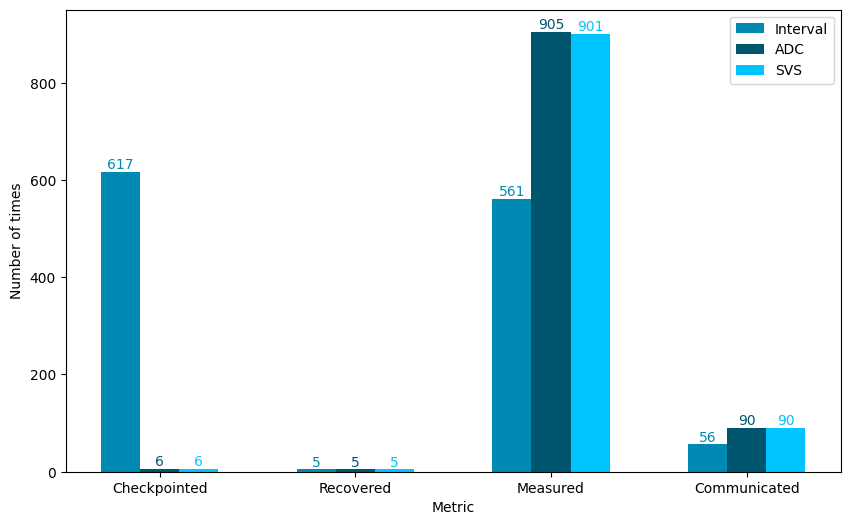 Interval
ADC
SVS
Number of times
800
600
400
200
0
617
6
6
5
5
5
561
905
901
56
90
90
Checkpointed
Recovered
Measured
Communicated
Metric